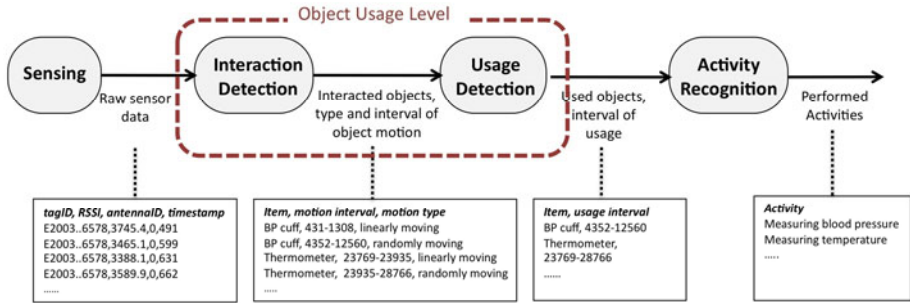 Object Usage Level
Sensing
Interaction
Detection
Usage
Detection
Activity
Recognition
Raw sensor
data
Interacted objects,
type and interval of
object motion
Used objects,
interval of
usage
Performed
Activities
tagID, RSSI, antennaID, timestamp
E2003..6578,3745.4,0,491
E2003..6578,3465.1,0,599
E2003..6578,3388.1,0,631
E2003..6578,3589.9,0,662
......
Item, motion interval, motion type
BP cuff, 431-1308, linearly moving
BP cuff, 4352-12560, randomly moving
Thermometer, 23769-23935, linearly moving
Thermometer, 23935-28766, randomly moving
.....
Item, usage interval
BP cuff, 4352-12560
Thermometer,
23769-28766
......
Activity
Measuring blood pressure
Measuring temperature
.....